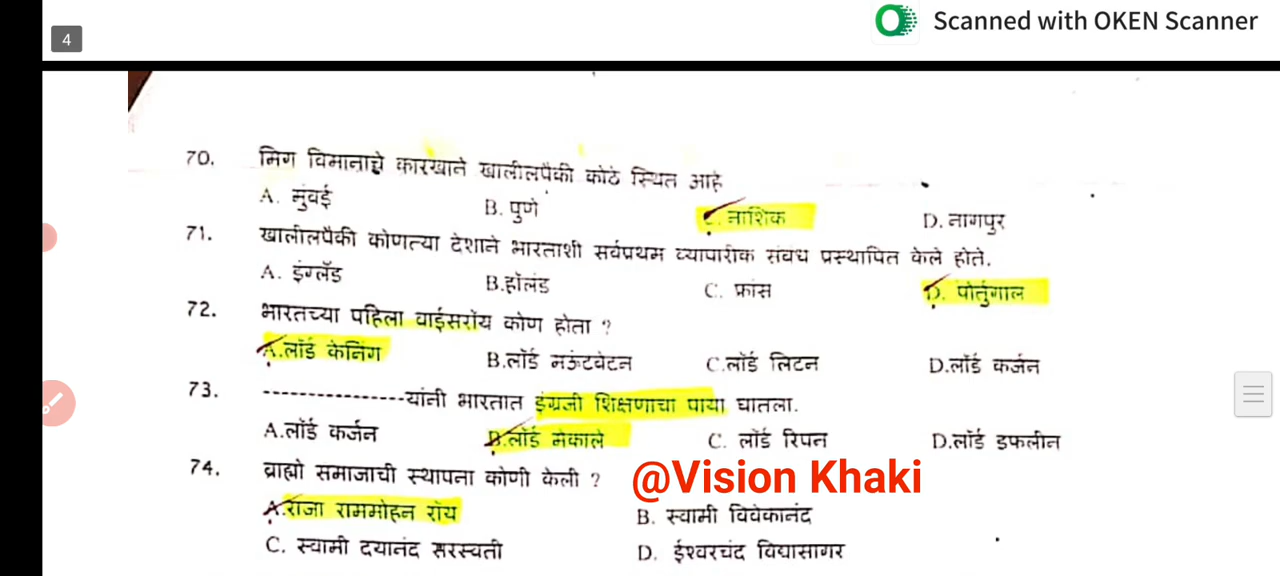 Scanned with OKEN Scanner
4
70. मिग विमानाचे कारखाने खालीलपैकी कोठे स्थित आहे
A. मुंबई B. पुणे C. नाशिक D. नागपुर
71. खालीलपैकी कोणत्या देशाने भारताशी सर्वप्रथम व्यापारीक संबंध प्रस्थापित केले होते.
A. इंग्लॅड B.हॉलंड C. फ्रांस D. पोर्तुगाल
72. भारतच्या पहिला वाईसरॉय कोण होता ?
A.लॉर्ड केनिंग B.लॉर्ड मऊंटबेटन C.लॉर्ड लिटन D.लॉर्ड कर्जन
73. ----------------यांनी भारतात इंग्रजी शिक्षणाचा पाया घातला.
A.लॉर्ड कर्जन B.लॉर्ड मेकाले C. लॉर्ड रिपन D.लॉर्ड डफलीन
74. ब्राह्मो समाजाची स्थापना कोणी केली ?
@Vision Khaki
A.राजा राममोहन रॉय B. स्वामी विवेकानंद
C. स्वामी दयानंद सरस्वती D. ईश्वरचंद विद्यासागर